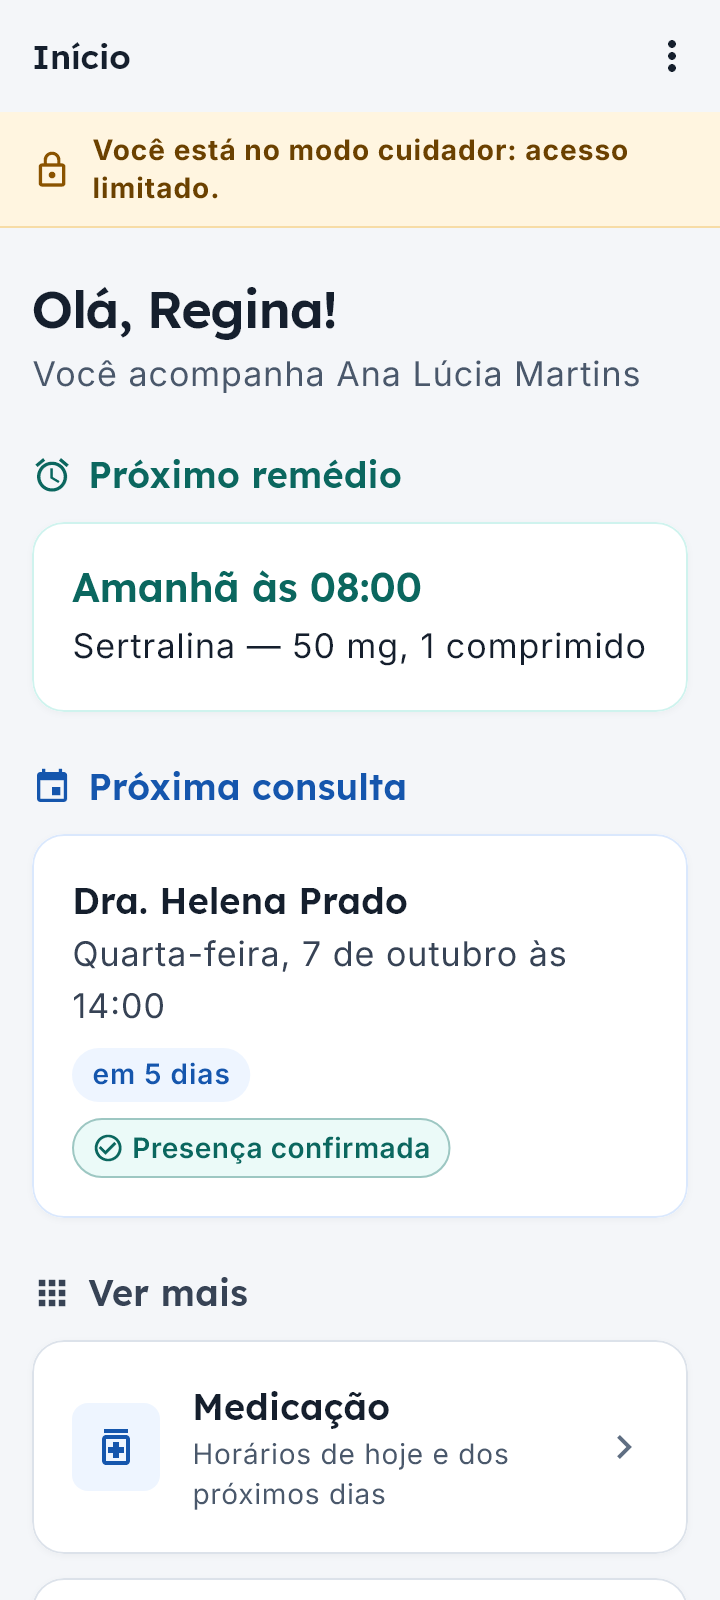 Início
Você está no modo cuidador: acesso
limitado.
Olá, Regina!
Você acompanha Ana Lúcia Martins
Próximo remédio
Amanhã às 08:00
Sertralina — 50 mg, 1 comprimido
Próxima consulta
Dra. Helena Prado
Quarta-feira, 7 de outubro às
14:00
em 5 dias
Presença confirmada
Ver mais
Medicação
Horários de hoje e dos
próximos dias